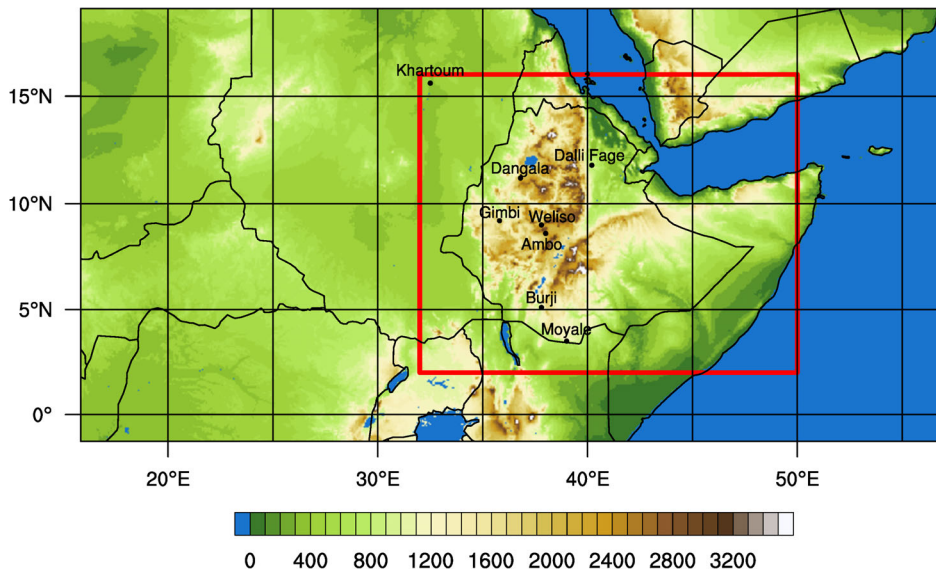 Khartoum
15°N
Dalli Fage
Dangala
10°N
Gimbi
Weliso
Ambo
5°N
Burji
Moyale
0°
20°E
30°E
40°E
50°E
0 400 800 1200 1600 2000 2400 2800 3200